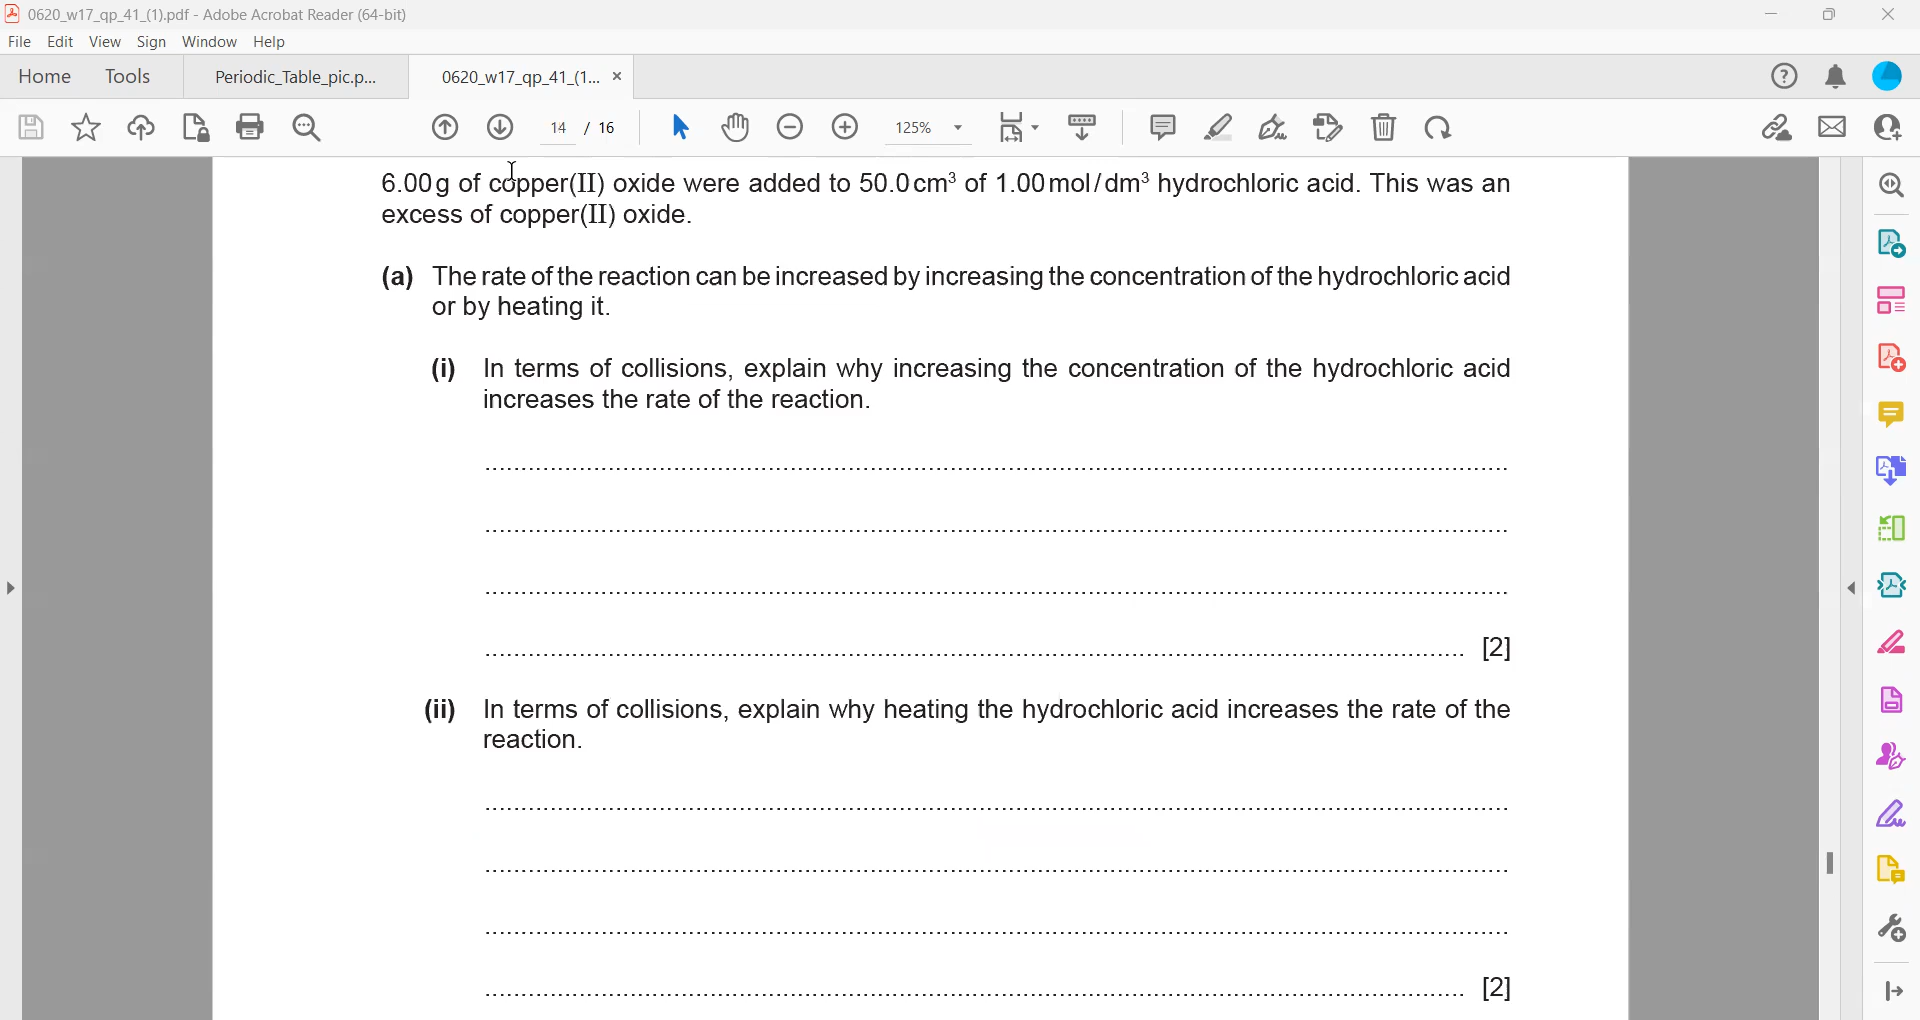 0620_w17_qp_41_(1).pdf - Adobe Acrobat Reader (64-bit)
File Edit View Sign Window Help
Home Tools Periodic_Table_pic.p... 0620_w17_qp_41_(1... ×
14 / 16 125%
6.00 g of copper(II) oxide were added to 50.0 cm³ of 1.00 mol/dm³ hydrochloric acid. This was an
excess of copper(II) oxide.
(a) The rate of the reaction can be increased by increasing the concentration of the hydrochloric acid
or by heating it.
(i) In terms of collisions, explain why increasing the concentration of the hydrochloric acid
increases the rate of the reaction.
[2]
(ii) In terms of collisions, explain why heating the hydrochloric acid increases the rate of the
reaction.
[2]